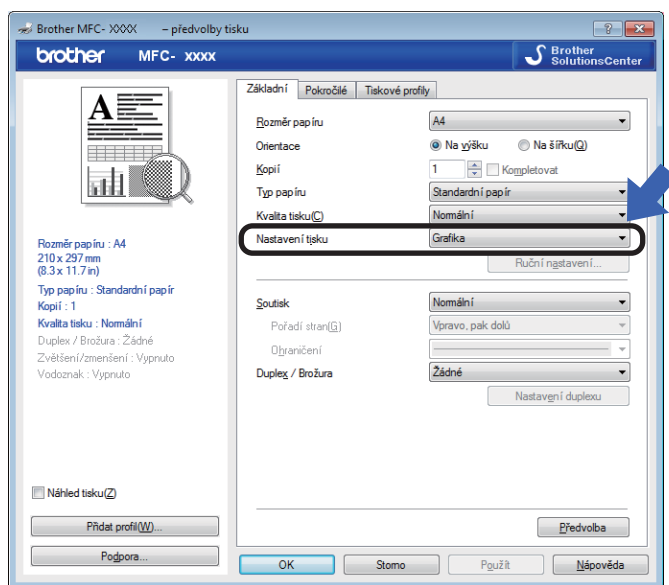 Brother MFC- XXXX – předvolby tisku
brother MFC- xxxx
Brother
SolutionsCenter
Základní Pokročilé Tiskové profily
Rozměr papíru A4
Orientace Na výšku Na šířku(Q)
Kopií 1 Kompletovat
Typ papíru Standardní papír
Kvalita tisku(C) Normální
Nastavení tisku Grafika
Ruční nastavení...
Soutisk Normální
Pořadí stran(G) Vpravo, pak dolů
Ohraničení
Duplex / Brožura Žádné
Nastavení duplexu
A
Rozměr papíru : A4
210 x 297 mm
(8.3 x 11.7 in)
Typ papíru : Standardní papír
Kopií : 1
Kvalita tisku : Normální
Duplex / Brožura : Žádné
Zvětšení/zmenšení : Vypnuto
Vodoznak : Vypnuto
Náhled tisku(Z)
Přidat profil(W)...
Podpora...
Předvolba
OK Storno Použít Nápověda